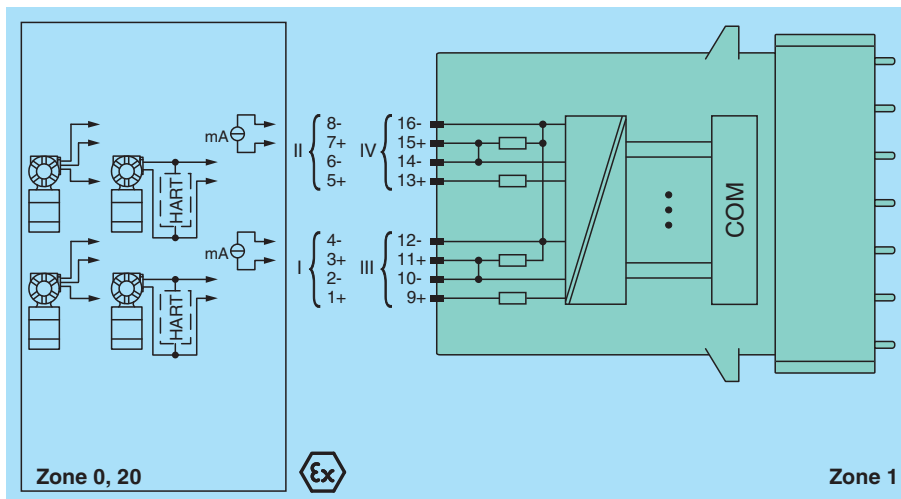 mA
II
8-
7+
6-
5+
IV
16-
15+
14-
13+
HART
mA
I
4-
3+
2-
1+
III
12-
11+
10-
9+
HART
COM
Zone 0, 20
Ex
Zone 1